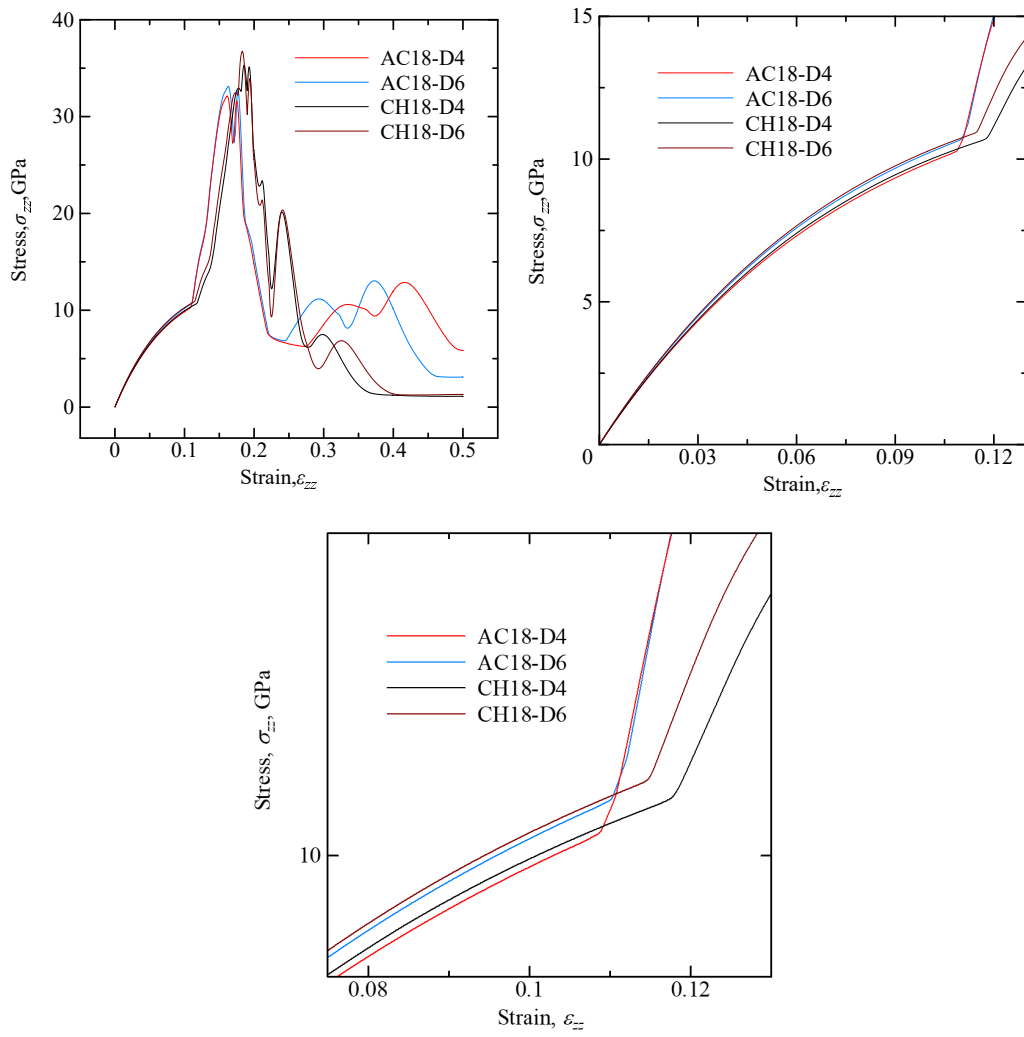 40
30
20
10
0
Stress,σzz,GPa
AC18-D4
AC18-D6
CH18-D4
CH18-D6
0 0.1 0.2 0.3 0.4 0.5
Strain,εzz
15
10
5
Stress,σzz,GPa
AC18-D4
AC18-D6
CH18-D4
CH18-D6
0 0.03 0.06 0.09 0.12
Strain,εzz
10
Stress, σzz, GPa
AC18-D4
AC18-D6
CH18-D4
CH18-D6
0.08 0.1 0.12
Strain, εzz